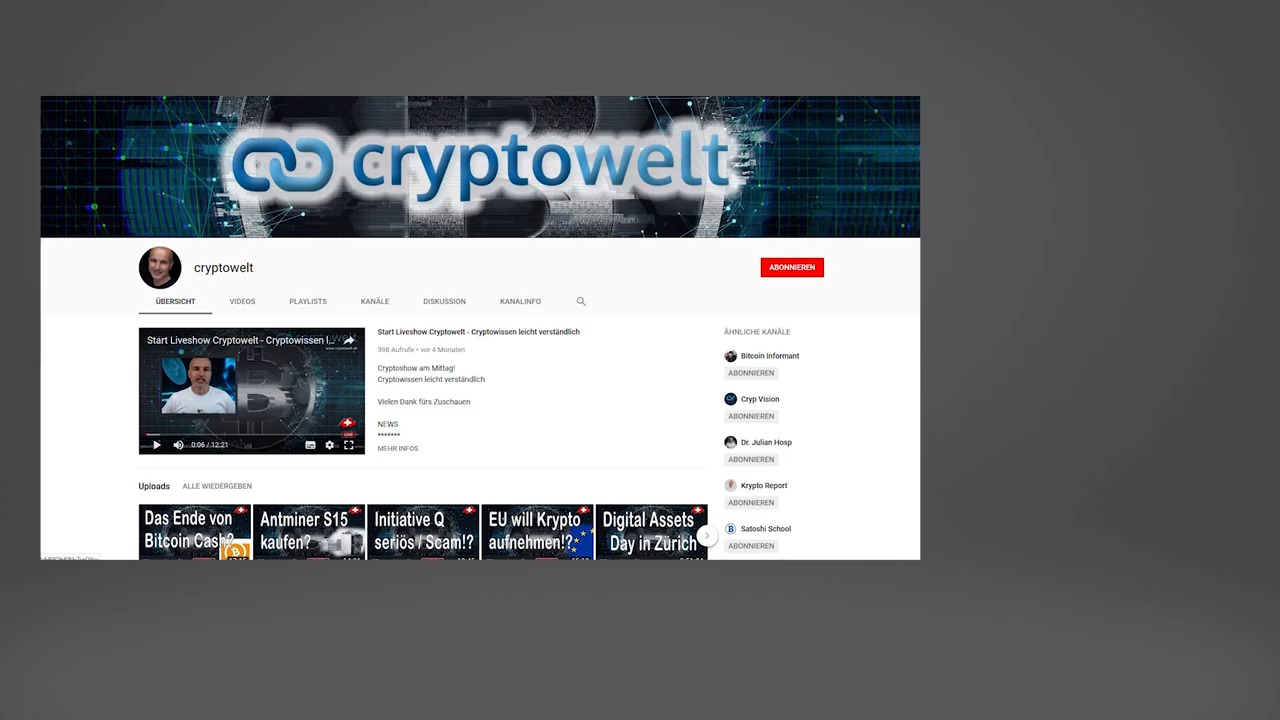 cryptowelt
cryptowelt
ABONNIEREN
ÜBERSICHT VIDEOS PLAYLISTS KANÄLE DISKUSSION KANALINFO
Start Liveshow Cryptowelt - Cryptowissen l...
0:06 / 12:21
Start Liveshow Cryptowelt - Cryptowissen leicht verständlich
398 Aufrufe • vor 4 Monaten
Cryptoshow am Mittag!
Cryptowissen leicht verständlich
Vielen Dank fürs Zuschauen
NEWS
*******
MEHR INFOS
ÄHNLICHE KANÄLE
Bitcoin Informant
ABONNIEREN
Cryp Vision
ABONNIEREN
Dr. Julian Hosp
ABONNIEREN
Krypto Report
ABONNIEREN
Satoshi School
ABONNIEREN
Uploads ALLE WIEDERGEBEN
Das Ende von
Bitcoin Cash?
Antminer S15
kaufen?
Initiative Q
seriös / Scam!?
EU will Krypto
aufnehmen!?
Digital Assets
Day in Zürich